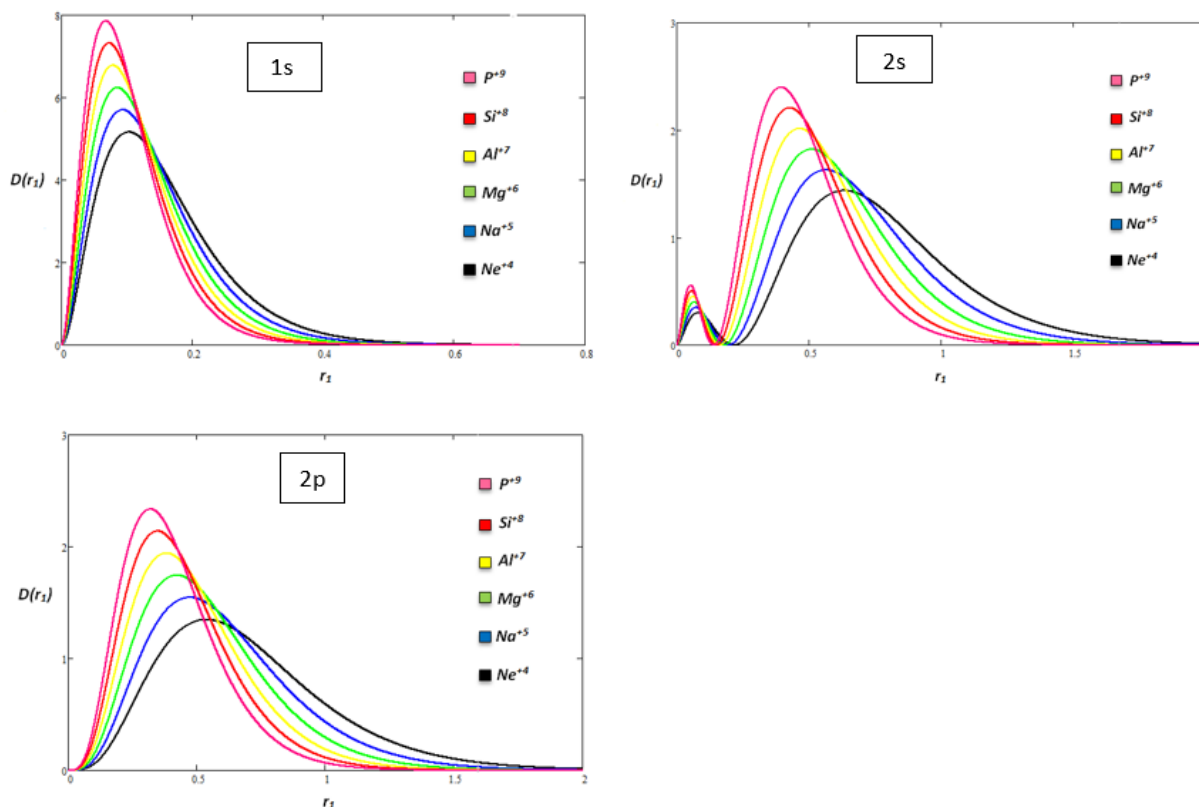 1s
8
6
4
2
0
D(r₁)
P⁺⁹
Si⁺⁸
Al⁺⁷
Mg⁺⁶
Na⁺⁵
Ne⁺⁴
0 0.2 0.4 0.6 0.8
r₁
2s
3
2
1
0
D(r₁)
P⁺⁹
Si⁺⁸
Al⁺⁷
Mg⁺⁶
Na⁺⁵
Ne⁺⁴
0 0.5 1 1.5
r₁
2p
3
2
1
0
D(r₁)
P⁺⁹
Si⁺⁸
Al⁺⁷
Mg⁺⁶
Na⁺⁵
Ne⁺⁴
0 0.5 1 1.5 2
r₁